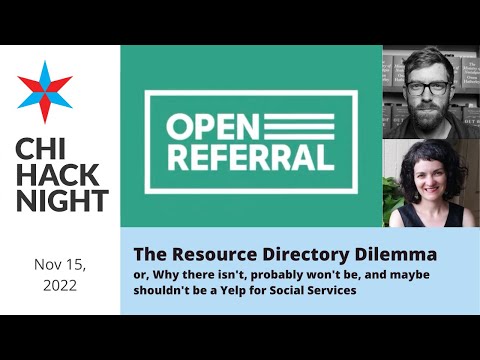 CHI
HACK
NIGHT
Nov 15,
2022
OPEN
REFERRAL
The Resource Directory Dilemma
or, Why there isn't, probably won't be, and maybe
shouldn't be a Yelp for Social Services